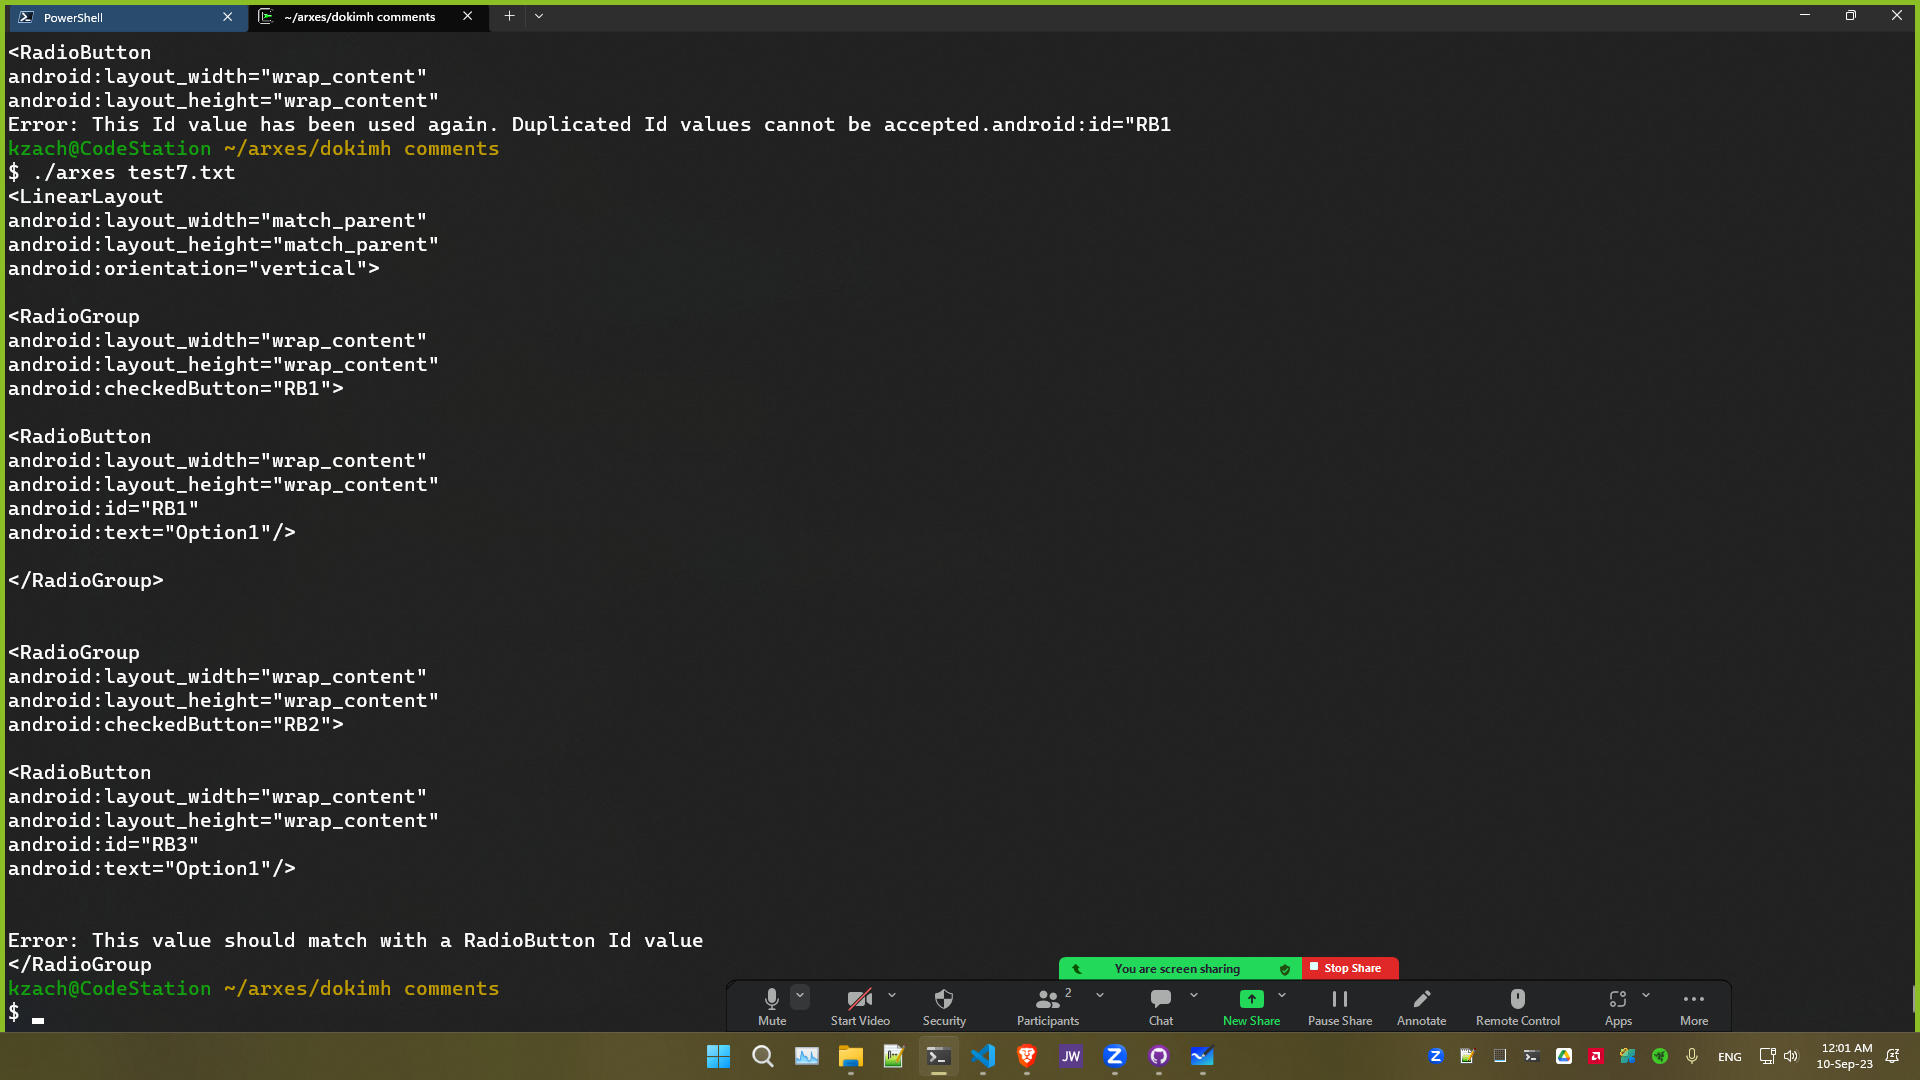 PowerShell
~/arxes/dokimh comments
<RadioButton
android:layout_width="wrap_content"
android:layout_height="wrap_content"
Error: This Id value has been used again. Duplicated Id values cannot be accepted.android:id="RB1
kzach@CodeStation ~/arxes/dokimh comments
$ ./arxes test7.txt
<LinearLayout
android:layout_width="match_parent"
android:layout_height="match_parent"
android:orientation="vertical">
<RadioGroup
android:layout_width="wrap_content"
android:layout_height="wrap_content"
android:checkedButton="RB1">
<RadioButton
android:layout_width="wrap_content"
android:layout_height="wrap_content"
android:id="RB1"
android:text="Option1"/>
</RadioGroup>
<RadioGroup
android:layout_width="wrap_content"
android:layout_height="wrap_content"
android:checkedButton="RB2">
<RadioButton
android:layout_width="wrap_content"
android:layout_height="wrap_content"
android:id="RB3"
android:text="Option1"/>
Error: This value should match with a RadioButton Id value
</RadioGroup
kzach@CodeStation ~/arxes/dokimh comments
$
You are screen sharing
Stop Share
Mute
Start Video
Security
Participants 2
Chat
New Share
Pause Share
Annotate
Remote Control
Apps
More
JW
ENG
12:01 AM
10-Sep-23